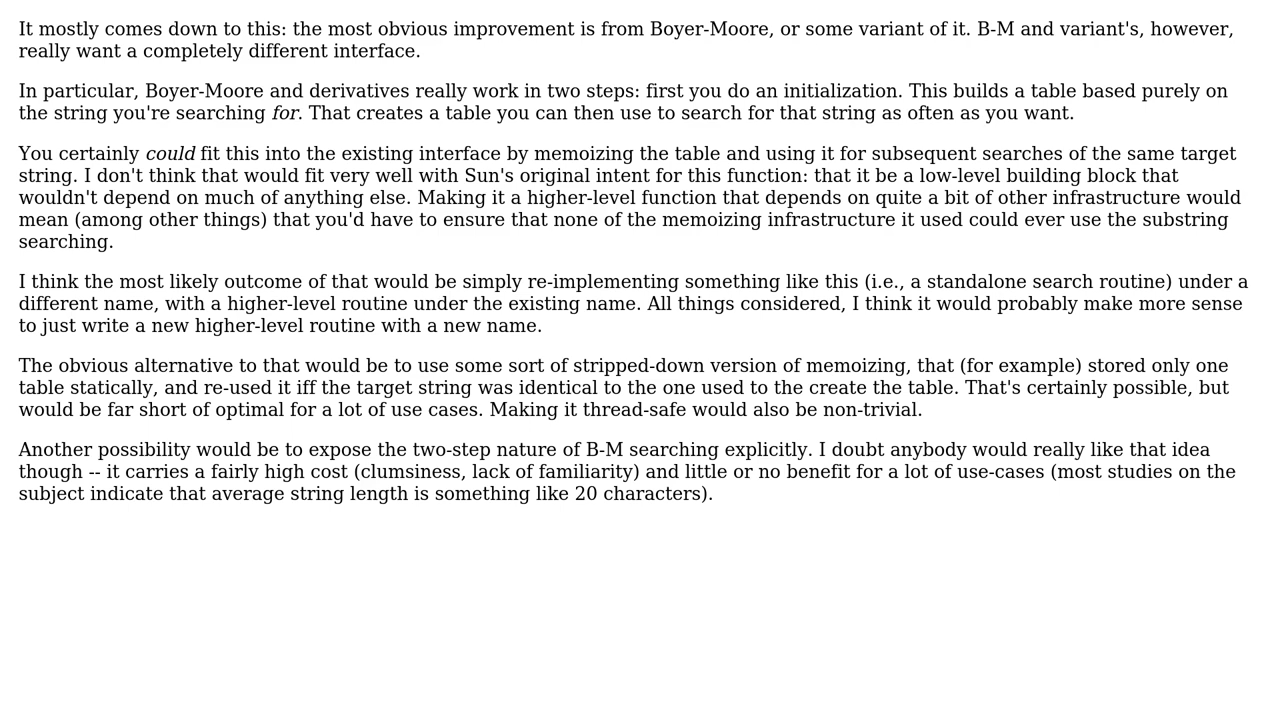 It mostly comes down to this: the most obvious improvement is from Boyer-Moore, or some variant of it. B-M and variant's, however,
really want a completely different interface.
In particular, Boyer-Moore and derivatives really work in two steps: first you do an initialization. This builds a table based purely on
the string you're searching for. That creates a table you can then use to search for that string as often as you want.
You certainly could fit this into the existing interface by memoizing the table and using it for subsequent searches of the same target
string. I don't think that would fit very well with Sun's original intent for this function: that it be a low-level building block that
wouldn't depend on much of anything else. Making it a higher-level function that depends on quite a bit of other infrastructure would
mean (among other things) that you'd have to ensure that none of the memoizing infrastructure it used could ever use the substring
searching.
I think the most likely outcome of that would be simply re-implementing something like this (i.e., a standalone search routine) under a
different name, with a higher-level routine under the existing name. All things considered, I think it would probably make more sense
to just write a new higher-level routine with a new name.
The obvious alternative to that would be to use some sort of stripped-down version of memoizing, that (for example) stored only one
table statically, and re-used it iff the target string was identical to the one used to the create the table. That's certainly possible, but
would be far short of optimal for a lot of use cases. Making it thread-safe would also be non-trivial.
Another possibility would be to expose the two-step nature of B-M searching explicitly. I doubt anybody would really like that idea
though -- it carries a fairly high cost (clumsiness, lack of familiarity) and little or no benefit for a lot of use-cases (most studies on the
subject indicate that average string length is something like 20 characters).